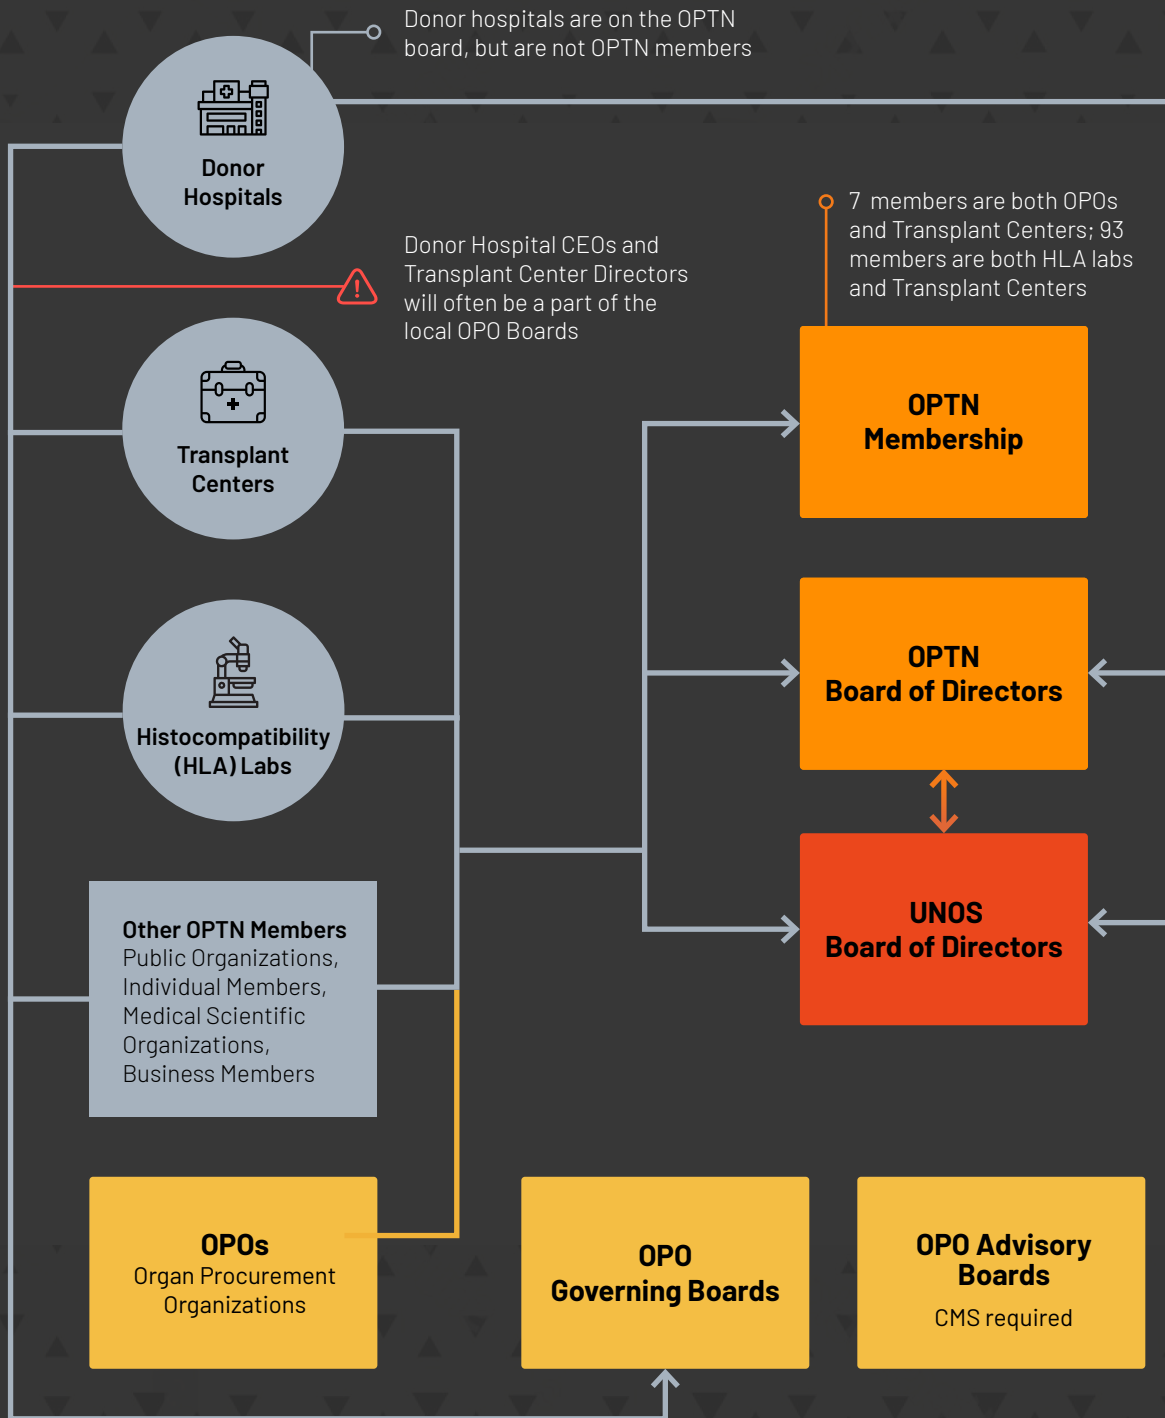 Donor hospitals are on the OPTN
board, but are not OPTN members
Donor
Hospitals
7 members are both OPOs
and Transplant Centers; 93
members are both HLA labs
and Transplant Centers
Donor Hospital CEOs and
Transplant Center Directors
will often be a part of the
local OPO Boards
OPTN
Membership
Transplant
Centers
OPTN
Board of Directors
Histocompatibility
(HLA) Labs
UNOS
Board of Directors
Other OPTN Members
Public Organizations,
Individual Members,
Medical Scientific
Organizations,
Business Members
OPOs
Organ Procurement
Organizations
OPO
Governing Boards
OPO Advisory
Boards
CMS required